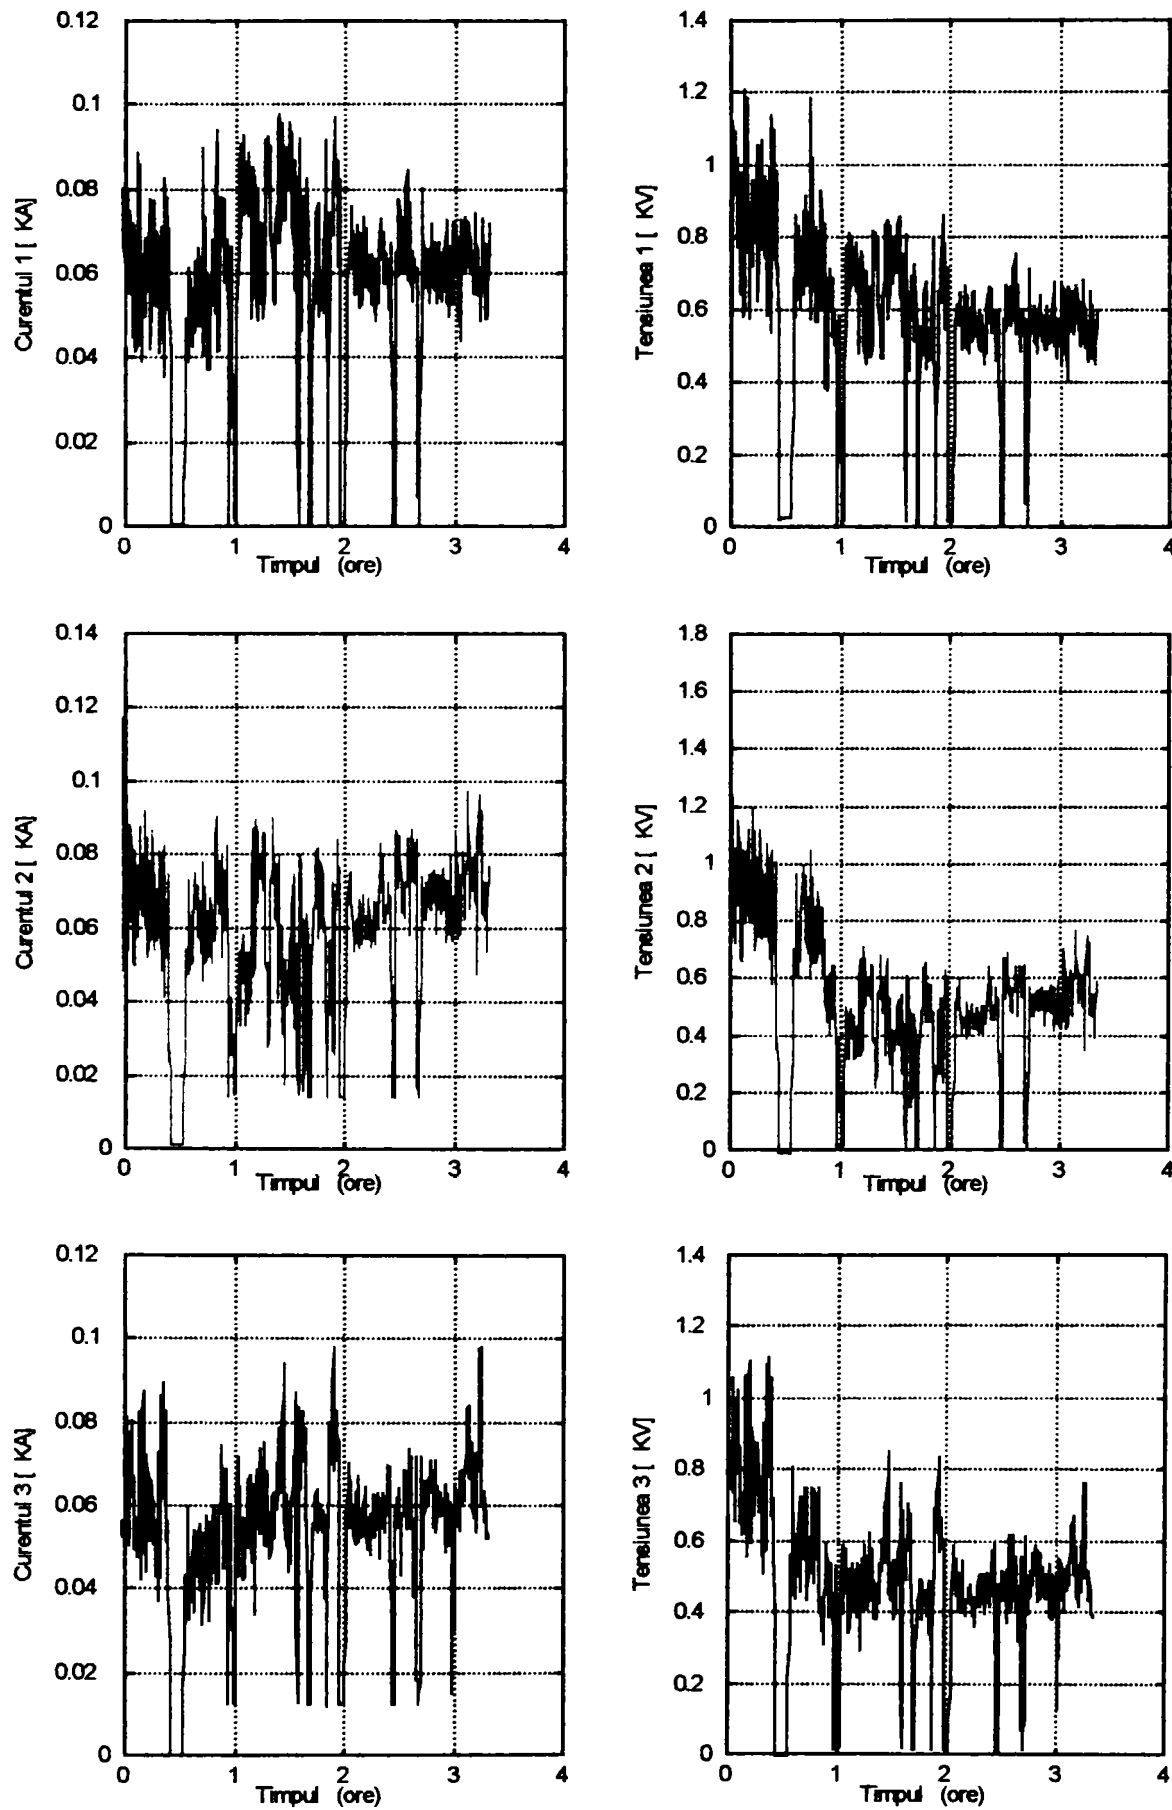 0.12
0.1
0.08
0.06
0.04
0.02
0
Curentul 1 [ KA]
0 1 2 3 4
Timpul (ore)
1.4
1.2
1
0.8
0.6
0.4
0.2
0
Tensiunea 1 [ KV]
0 1 2 3 4
Timpul (ore)
0.14
0.12
0.1
0.08
0.06
0.04
0.02
0
Curentul 2 [ KA]
0 1 2 3 4
Timpul (ore)
1.8
1.6
1.4
1.2
1
0.8
0.6
0.4
0.2
0
Tensiunea 2 [ KV]
0 1 2 3 4
Timpul (ore)
0.12
0.1
0.08
0.06
0.04
0.02
0
Curentul 3 [ KA]
0 1 2 3 4
Timpul (ore)
1.4
1.2
1
0.8
0.6
0.4
0.2
0
Tensiunea 3 [ KV]
0 1 2 3 4
Timpul (ore)